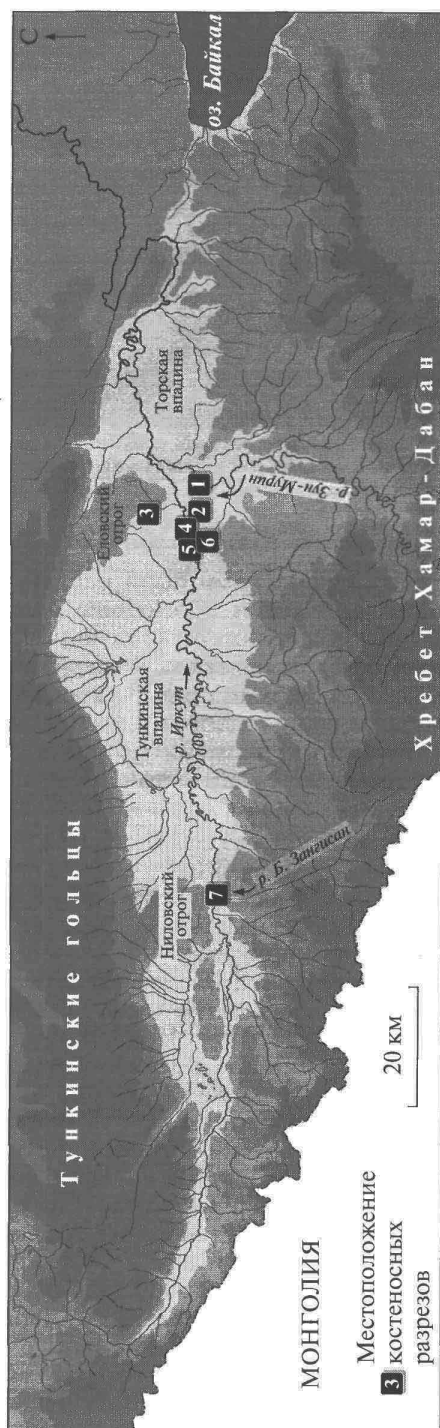 С
оз. Байкал
Тункинские гольцы
Еловский
отрог
Торская
впадина
3
1
2
4
5
6
р. Зун-Мурин
Тункинская
впадина
р. Иркут
Ниловский
отрог
7
р. Б. Зангисан
Хребет Хамар-Дабан
20 км
МОНГОЛИЯ
Местоположение
3 костеносных
разрезов